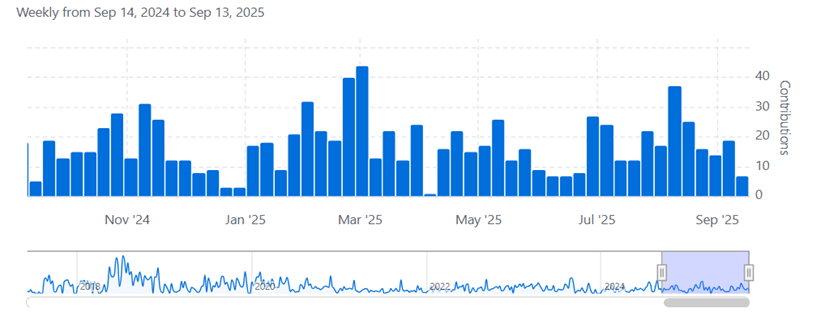 Weekly from Sep 14, 2024 to Sep 13, 2025
40
30
20
10
0
Contributions
Nov '24 Jan '25 Mar '25 May '25 Jul '25 Sep '25
2018 2020 2022 2024